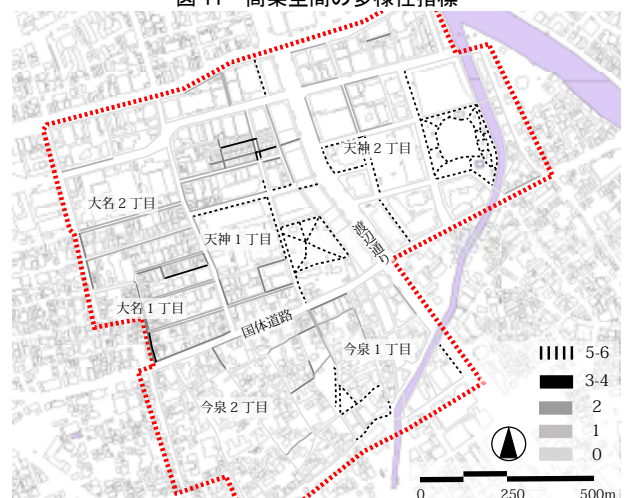 図 11 商業空間の多様性指標
天神2丁目
大名2丁目
天神1丁目
渡辺通り
大名1丁目
国体道路
今泉1丁目
今泉2丁目
5-6
3-4
2
1
0
0 250 500m